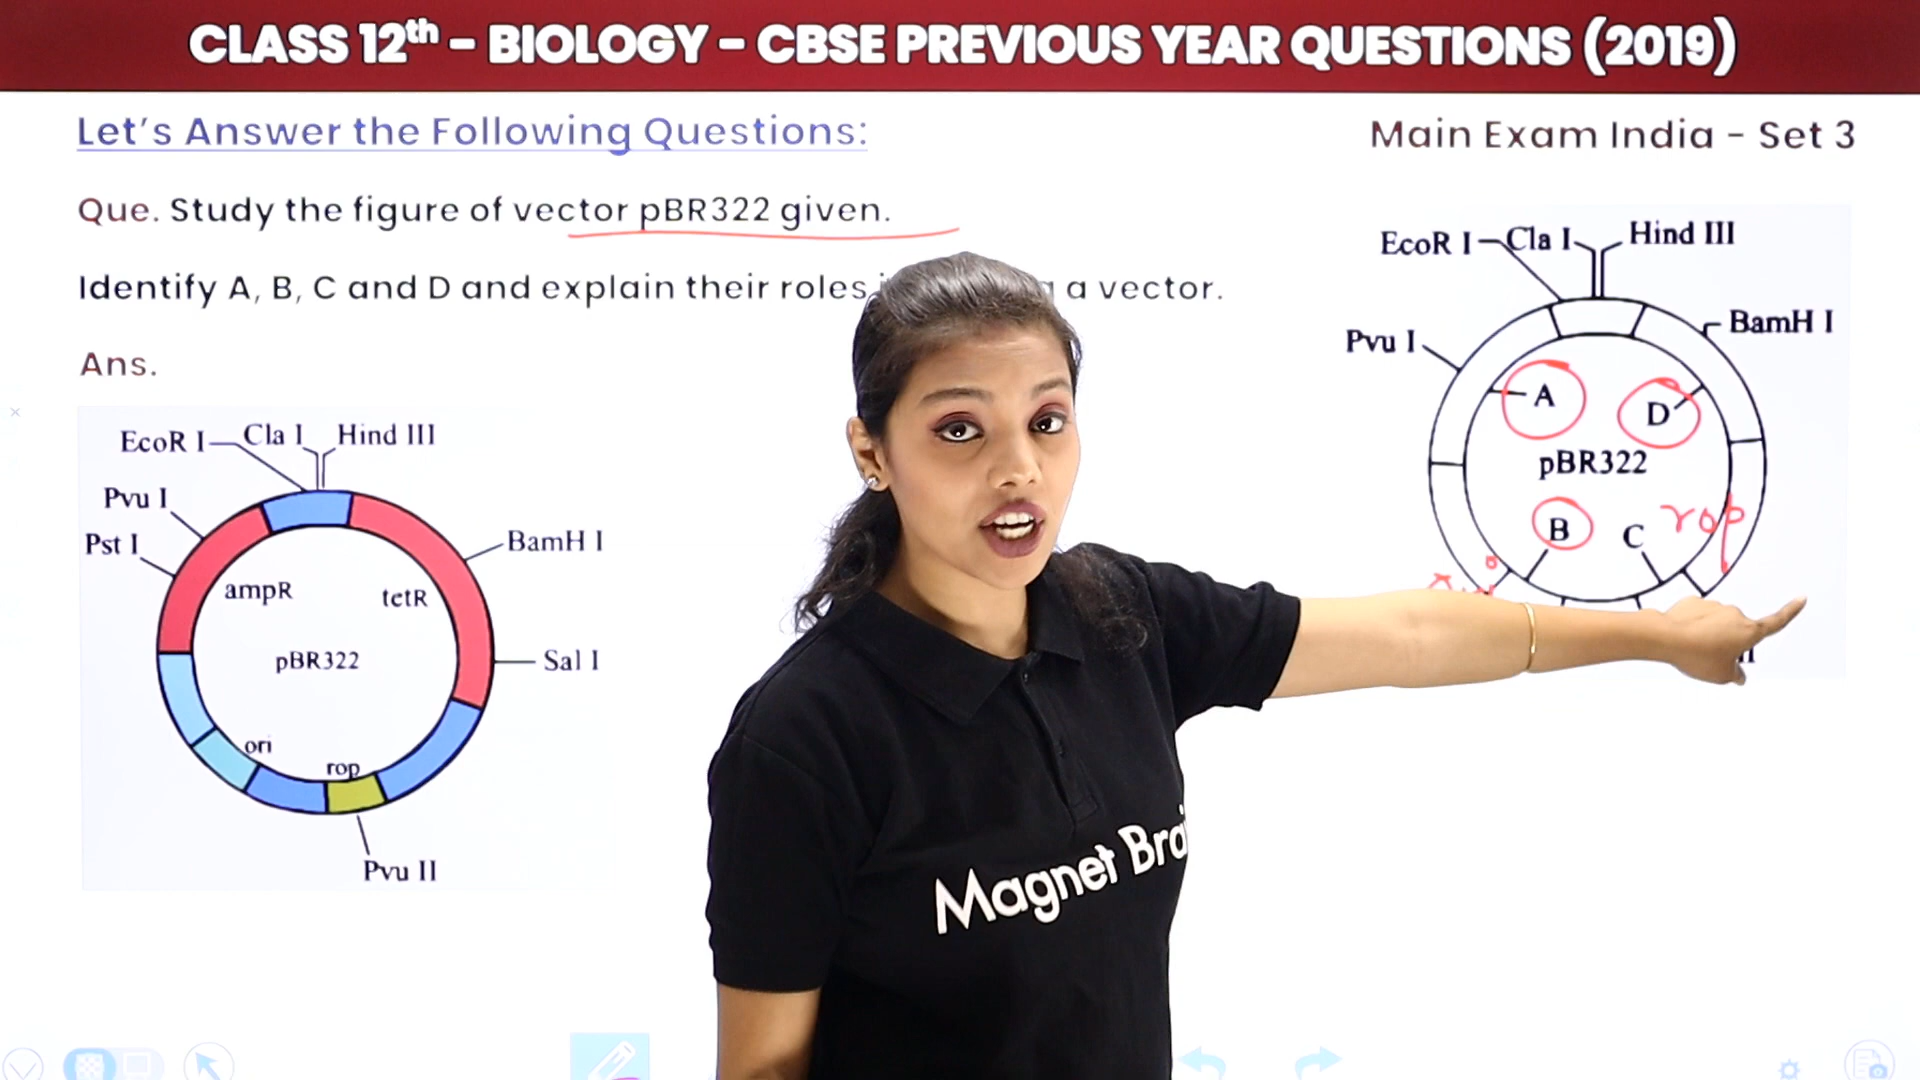 CLASS 12th - BIOLOGY - CBSE PREVIOUS YEAR QUESTIONS (2019)
Let's Answer the Following Questions:
Main Exam India - Set 3
Que. Study the figure of vector pBR322 given.
Identify A, B, C and D and explain their roles a vector.
Ans.
EcoR I
Cla I
Hind III
Pvu I
Pst I
BamH I
ampR
tetR
pBR322
Sal I
ori
rop
Pvu II
EcoR I
Cla I
Hind III
Pvu I
BamH I
A
D
pBR322
B
C
rop
Magnet Brai